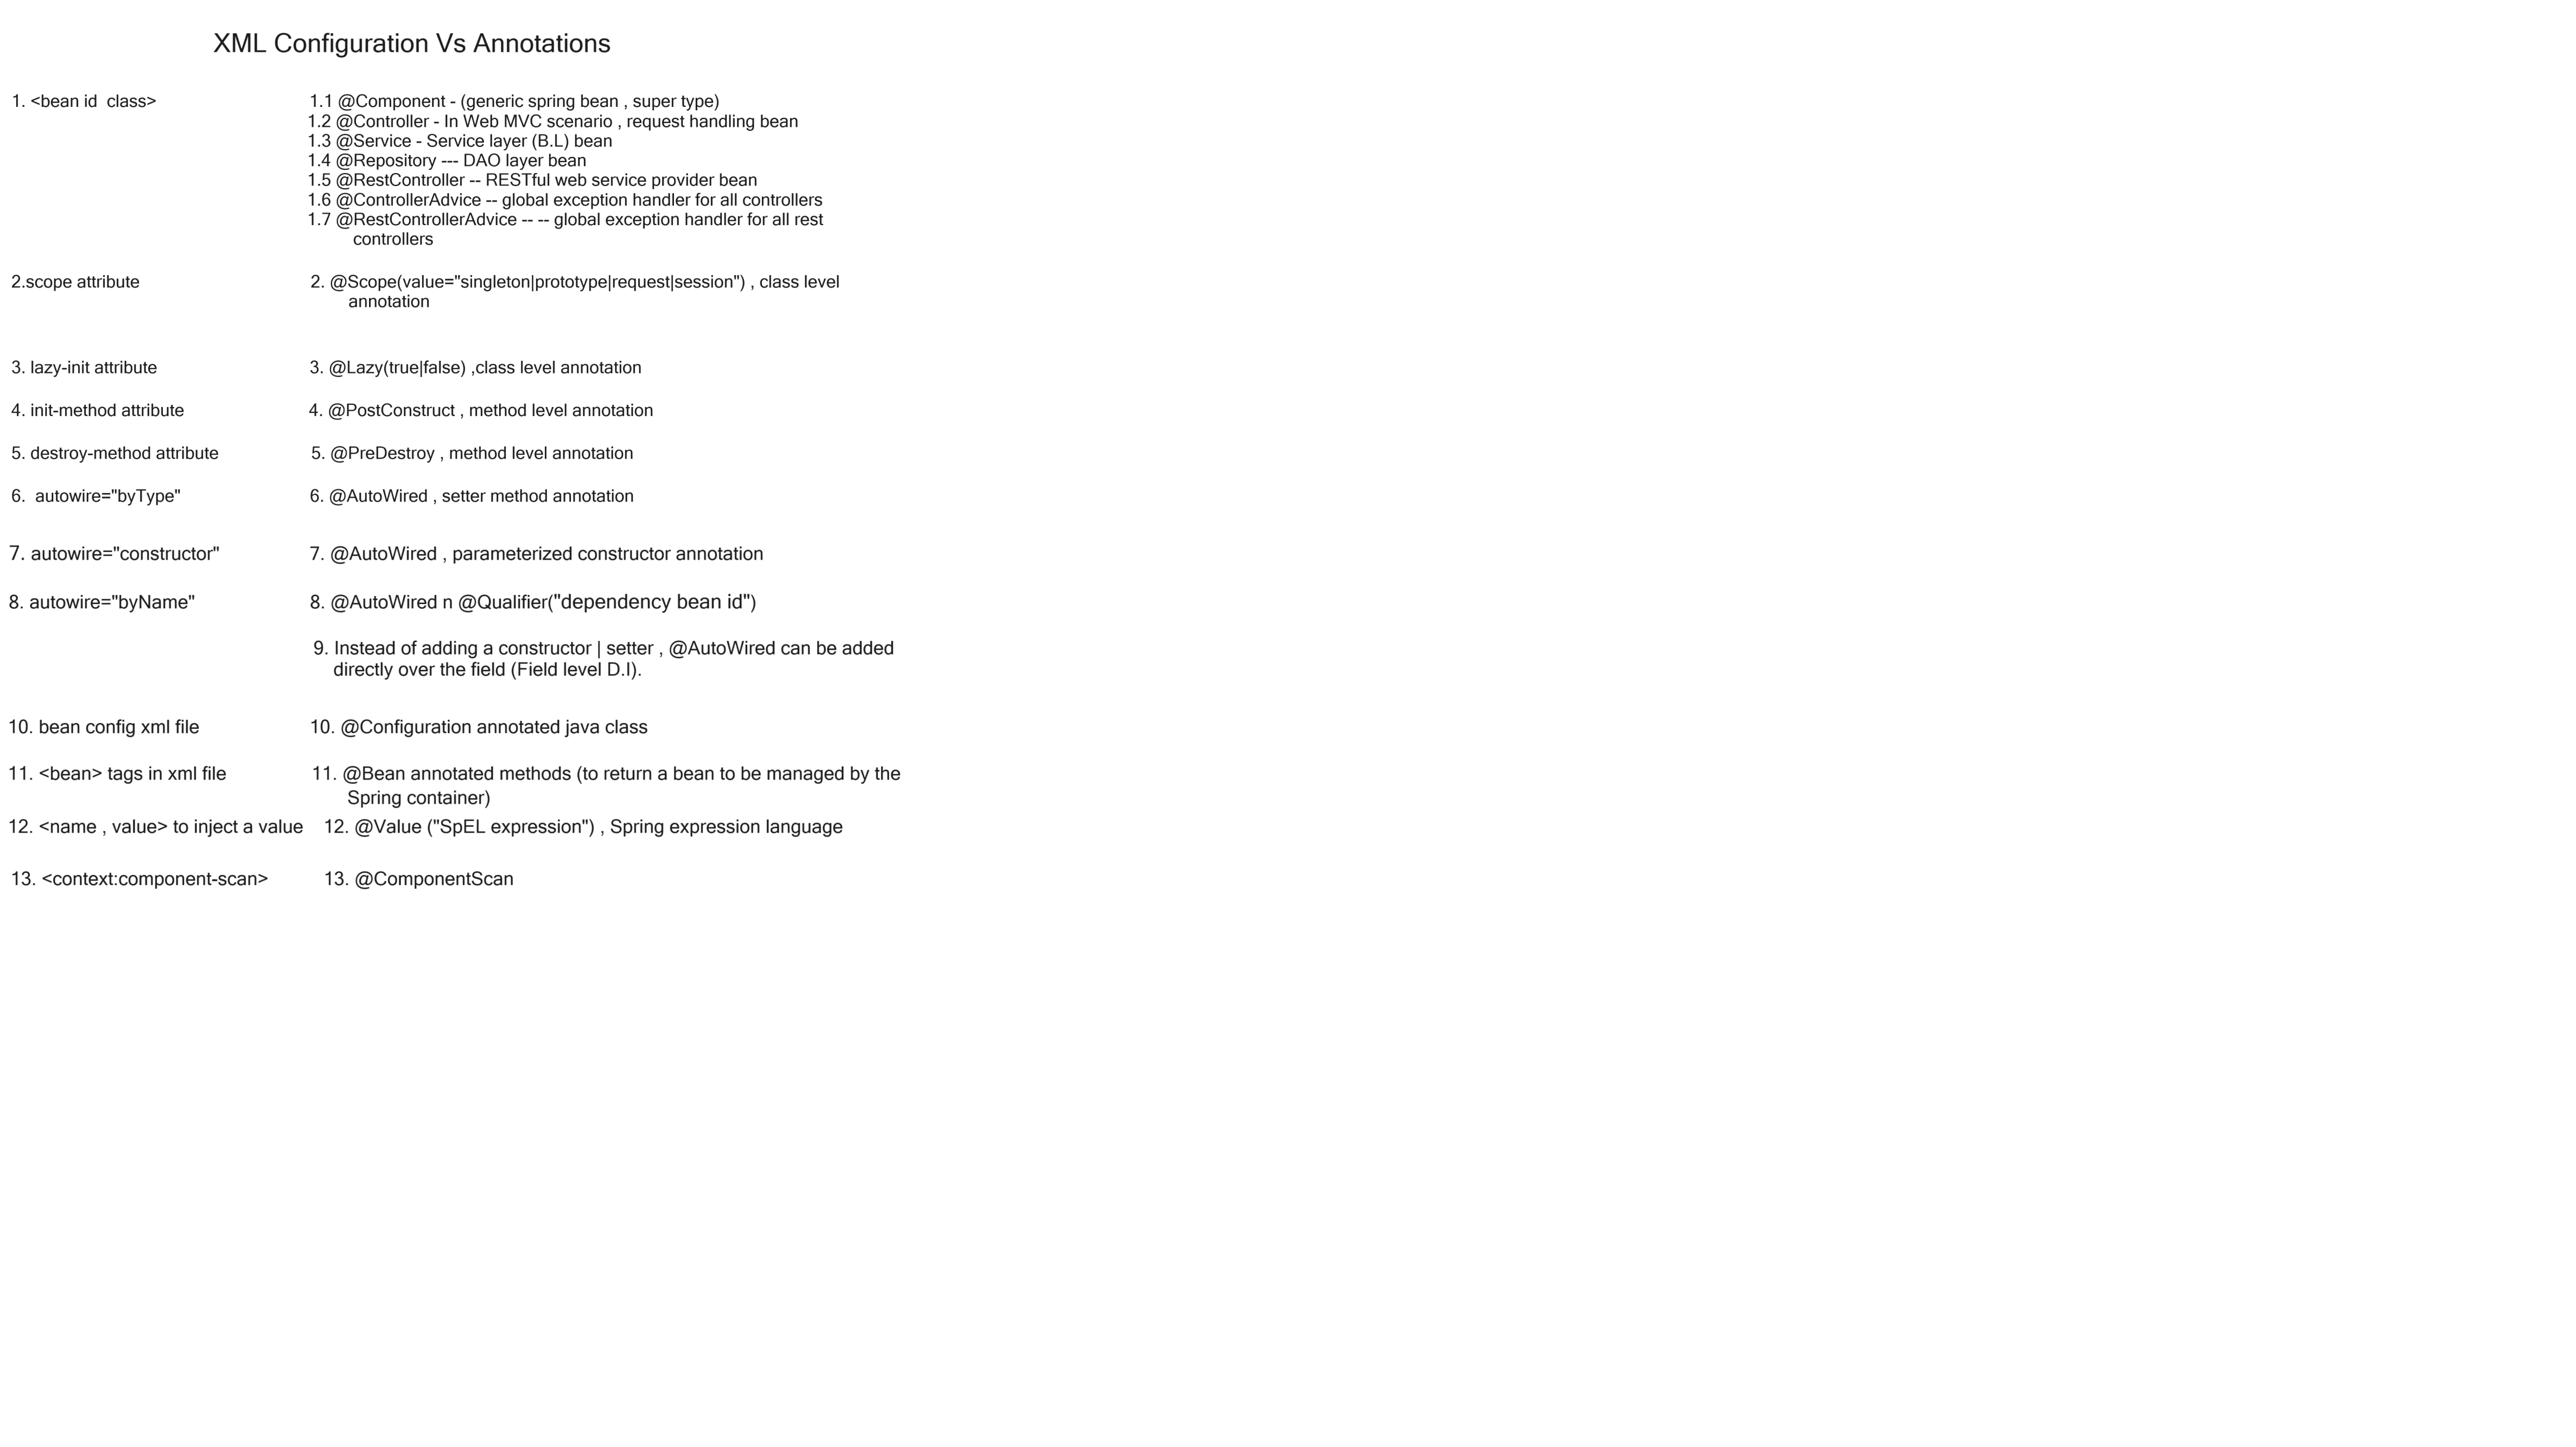 XML Configuration Vs Annotations
1. <bean id  class>
1.1 @Component - (generic spring bean , super type)
1.2 @Controller - In Web MVC scenario , request handling bean
1.3 @Service - Service layer (B.L) bean
1.4 @Repository --- DAO layer bean
1.5 @RestController -- RESTful web service provider bean
1.6 @ControllerAdvice -- global exception handler for all controllers
1.7 @RestControllerAdvice -- -- global exception handler for all rest
controllers
2.scope attribute
2. @Scope(value="singleton|prototype|request|session") , class level
annotation
3. lazy-init attribute
3. @Lazy(true|false) ,class level annotation
4. init-method attribute
4. @PostConstruct , method level annotation
5. destroy-method attribute
5. @PreDestroy , method level annotation
6.  autowire="byType"
6. @AutoWired , setter method annotation
7. autowire="constructor"
7. @AutoWired , parameterized constructor annotation
8. autowire="byName"
8. @AutoWired n @Qualifier("dependency bean id")
9. Instead of adding a constructor | setter , @AutoWired can be added
directly over the field (Field level D.I).
10. bean config xml file
10. @Configuration annotated java class
11. <bean> tags in xml file
11. @Bean annotated methods (to return a bean to be managed by the
Spring container)
12. <name , value> to inject a value
12. @Value ("SpEL expression") , Spring expression language
13. <context:component-scan>
13. @ComponentScan